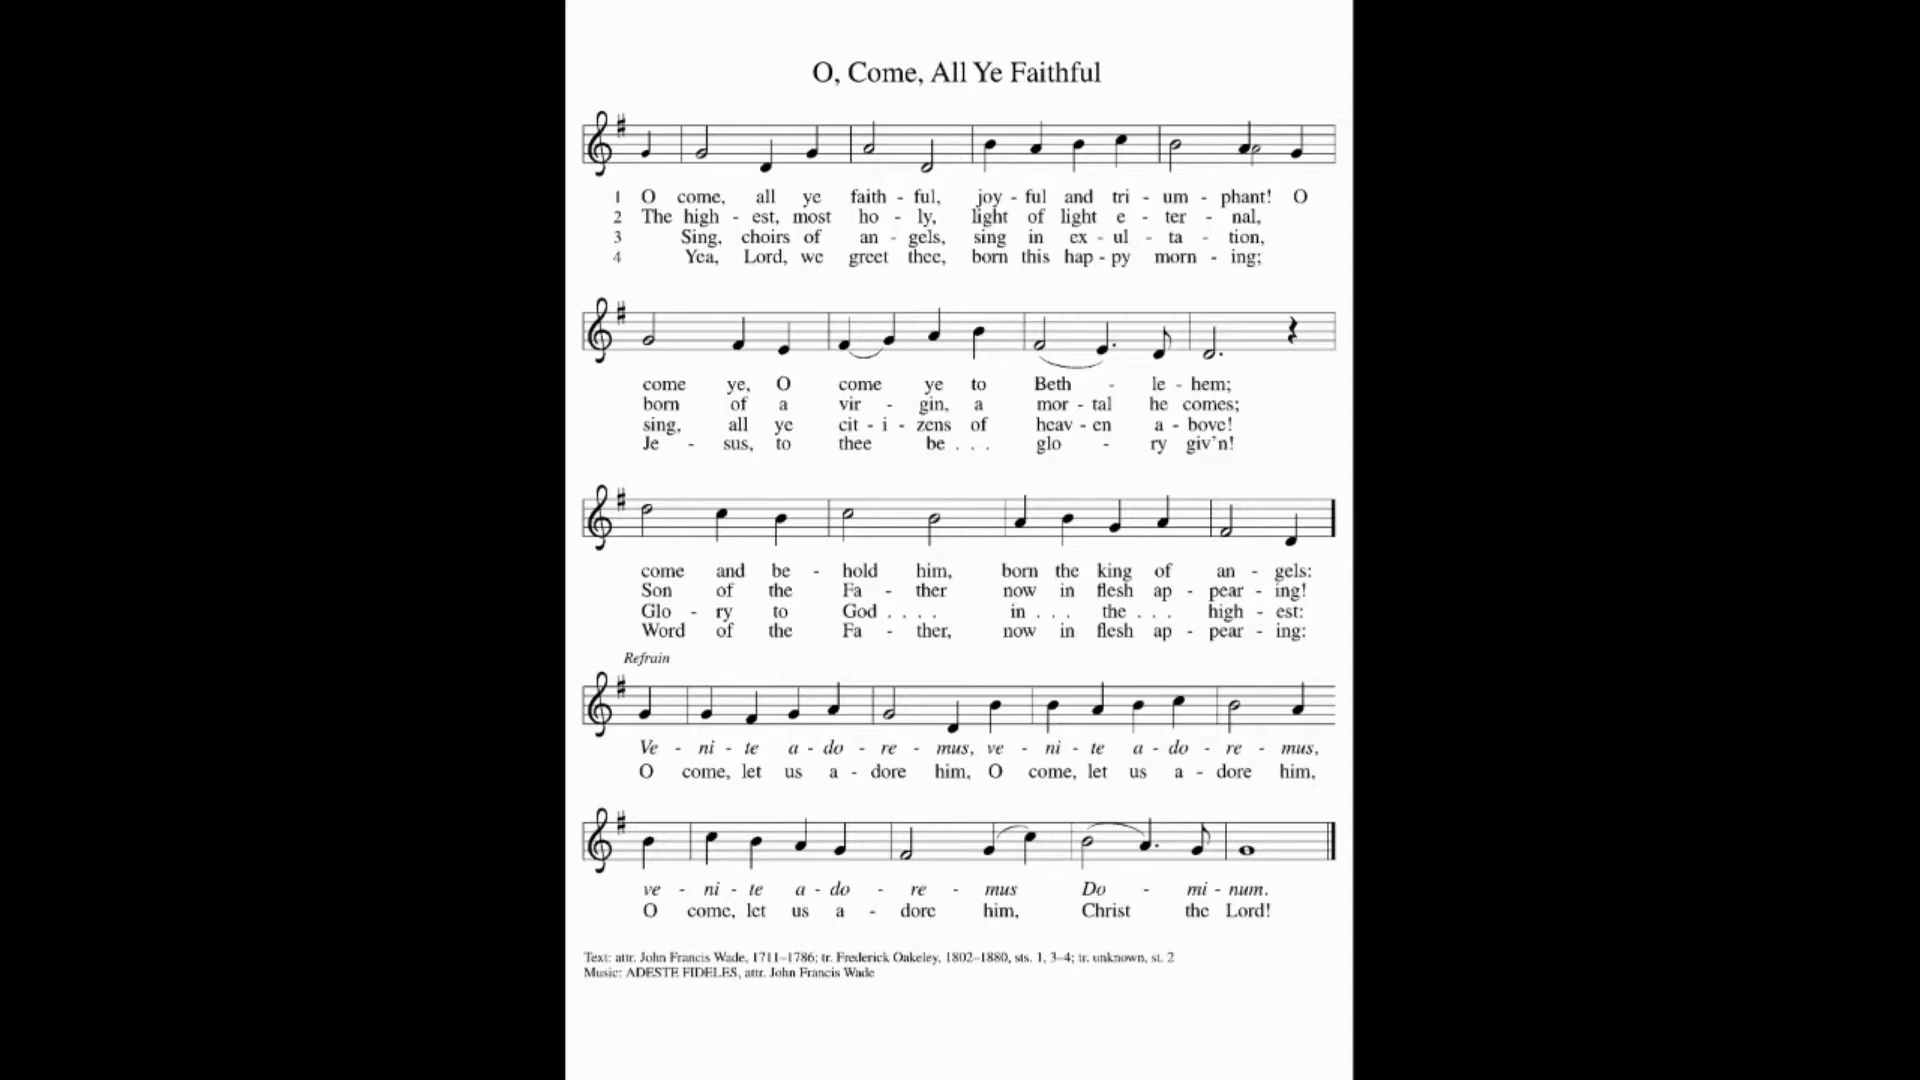 O, Come, All Ye Faithful
1 O come, all ye faith - ful, joy - ful and tri - um - phant! O
2 The high - est, most ho - ly, light of light e - ter - nal,
3 Sing, choirs of an - gels, sing in ex - ul - ta - tion,
4 Yea, Lord, we greet thee, born this hap - py morn - ing;
come ye, O come ye to Beth - le - hem;
born of a vir - gin, a mor - tal he comes;
sing, all ye cit - i - zens of heav - en a - bove!
Je - sus, to thee be . . . glo - ry giv'n!
come and be - hold him, born the king of an - gels:
Son of the Fa - ther now in flesh ap - pear - ing!
Glo - ry to God . . . . in . . . the . . . high - est:
Word of the Fa - ther, now in flesh ap - pear - ing:
Refrain
Ve - ni - te a - do - re - mus, ve - ni - te a - do - re - mus,
O come, let us a - dore him, O come, let us a - dore him,
ve - ni - te a - do - re - mus Do - mi - num.
O come, let us a - dore him, Christ the Lord!
Text: attr. John Francis Wade, 1711–1786; tr. Frederick Oakeley, 1802–1880, sts. 1, 3–4; tr. unknown, st. 2
Music: ADESTE FIDELES, attr. John Francis Wade